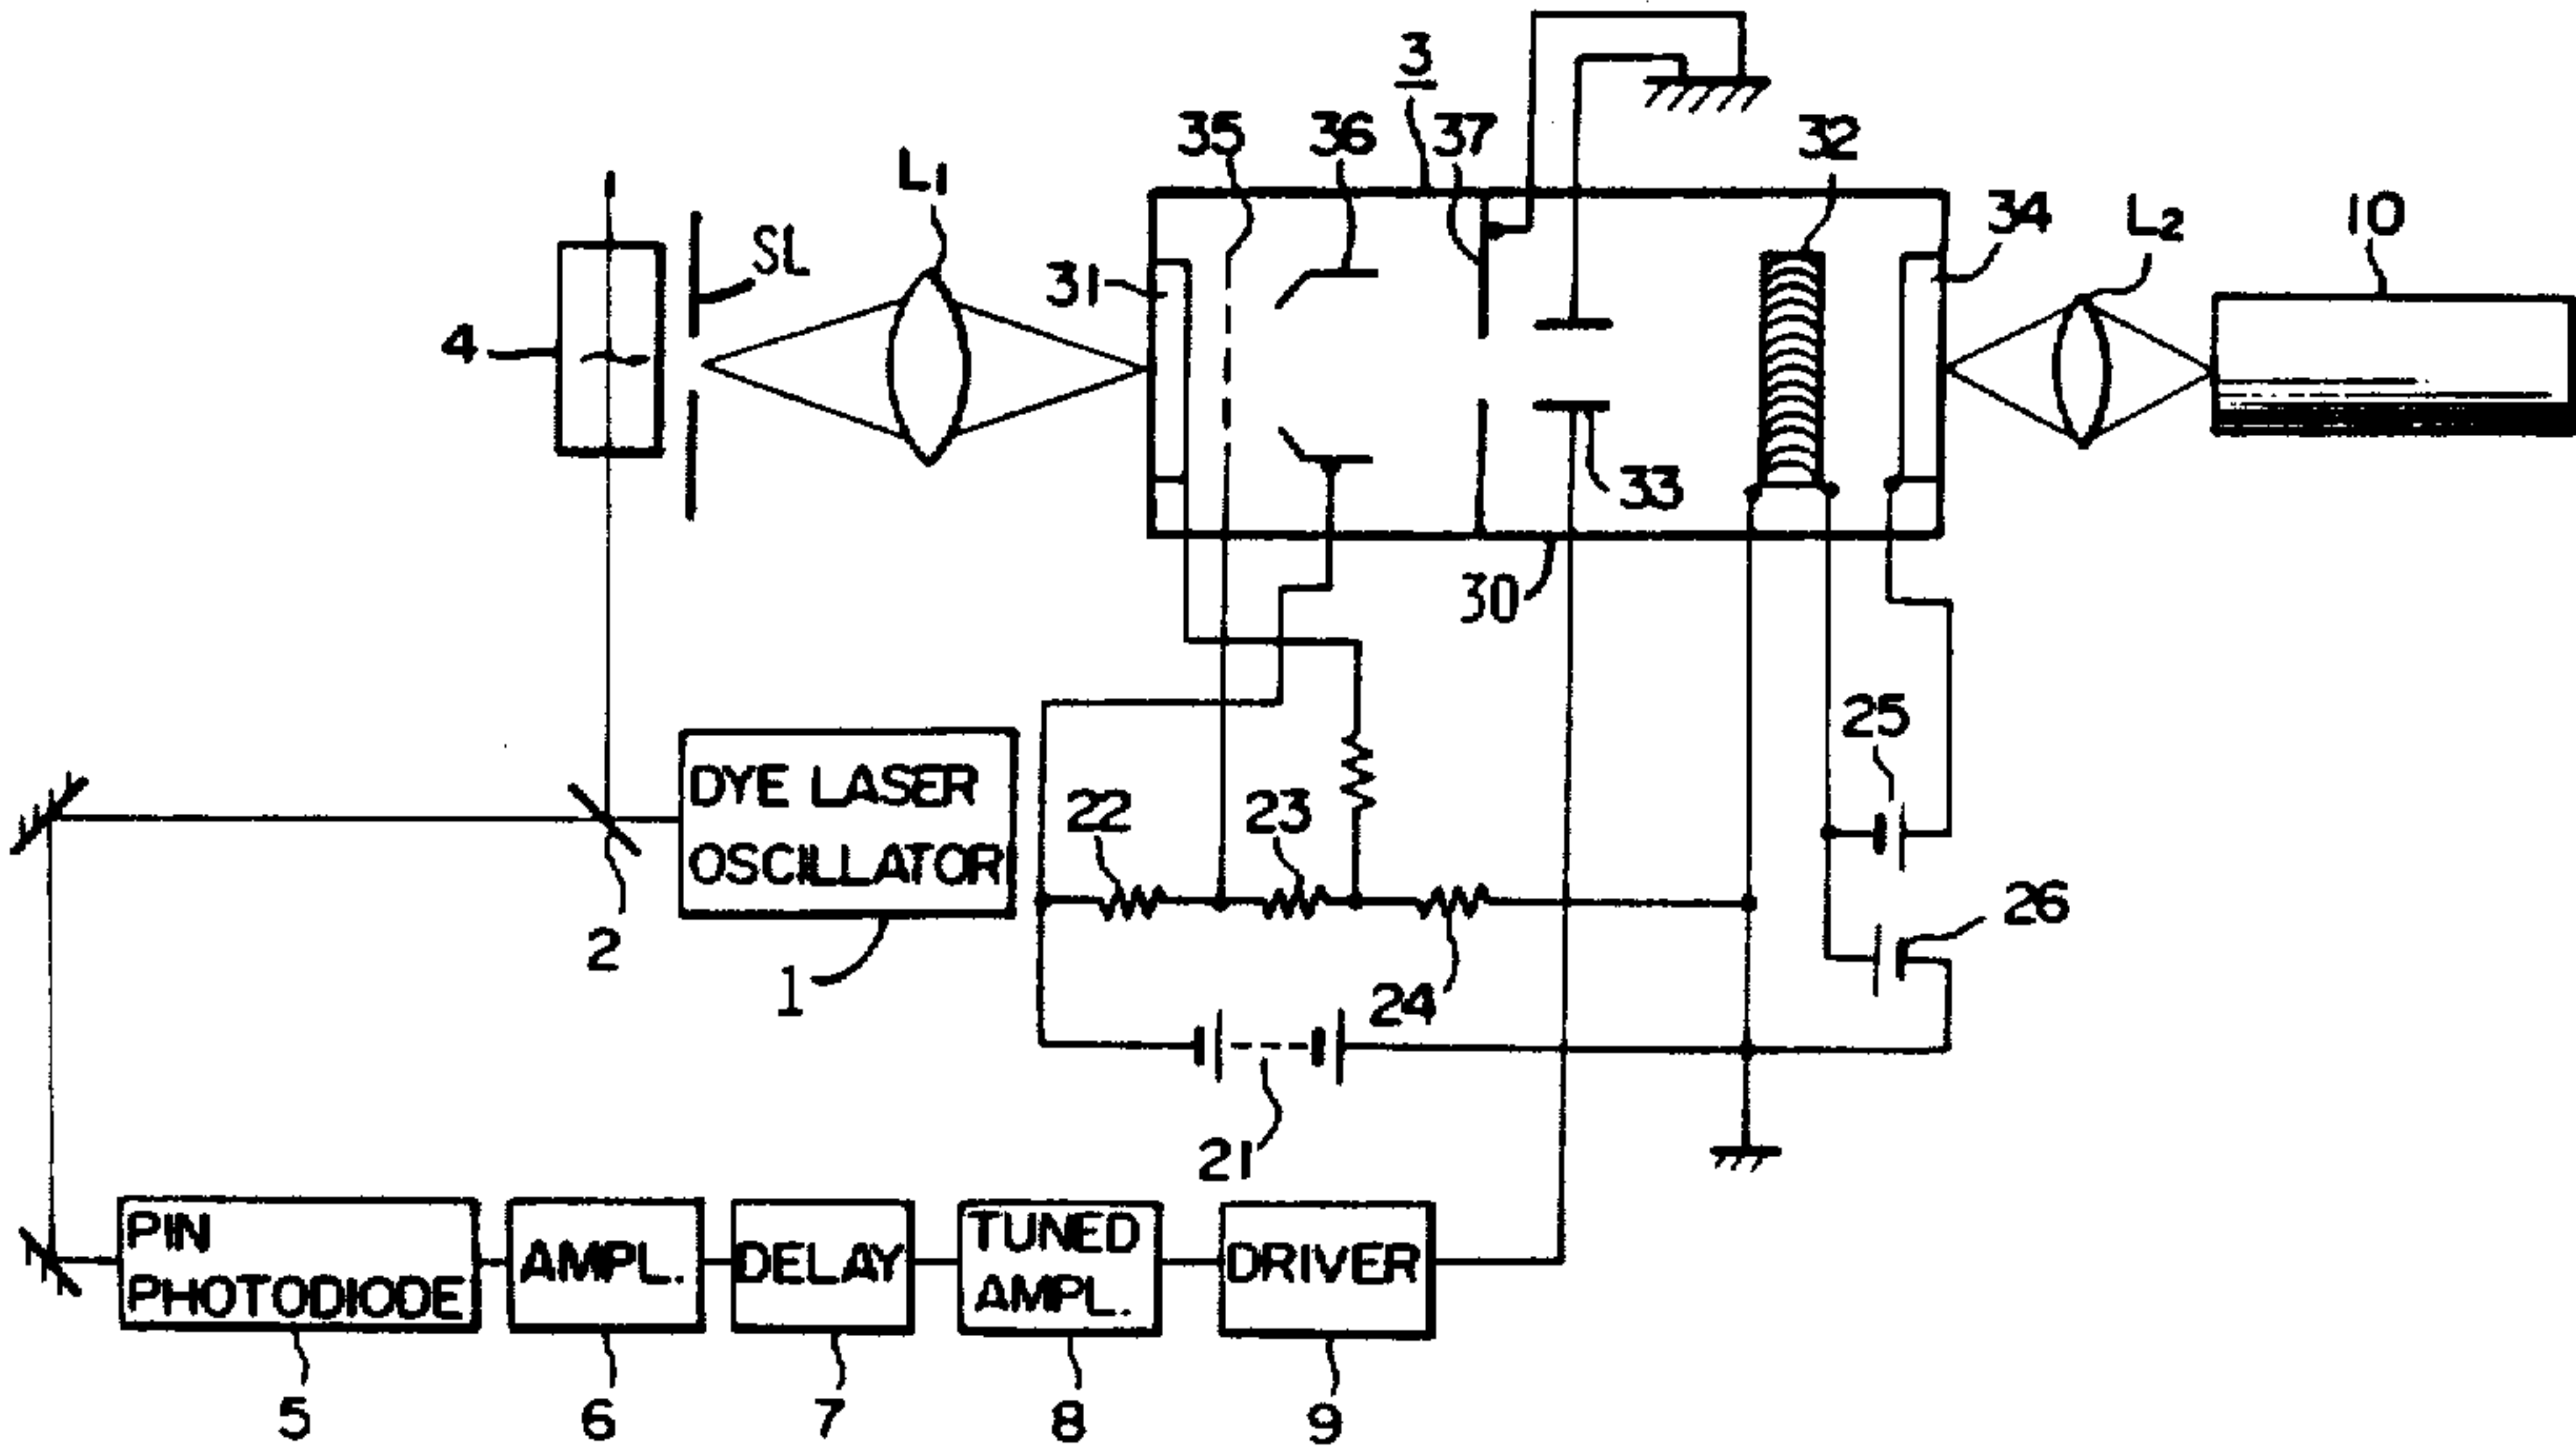 3
35
36
37
32
L1
34
L2
10
SL
31
4
33
30
25
DYE LASER
OSCILLATOR
22
23
26
2
1
24
21
PIN
PHOTODIODE
AMPL.
DELAY
TUNED
AMPL.
DRIVER
5
6
7
8
9